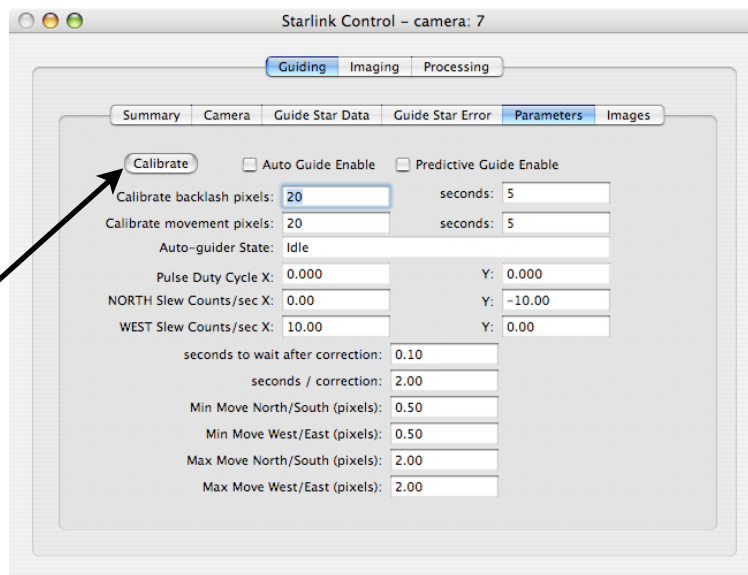 Starlink Control – camera: 7
Guiding Imaging Processing
Summary Camera Guide Star Data Guide Star Error Parameters Images
Calibrate Auto Guide Enable Predictive Guide Enable
Calibrate backlash pixels: 20 seconds: 5
Calibrate movement pixels: 20 seconds: 5
Auto-guider State: Idle
Pulse Duty Cycle X: 0.000 Y: 0.000
NORTH Slew Counts/sec X: 0.00 Y: -10.00
WEST Slew Counts/sec X: 10.00 Y: 0.00
seconds to wait after correction: 0.10
seconds / correction: 2.00
Min Move North/South (pixels): 0.50
Min Move West/East (pixels): 0.50
Max Move North/South (pixels): 2.00
Max Move West/East (pixels): 2.00